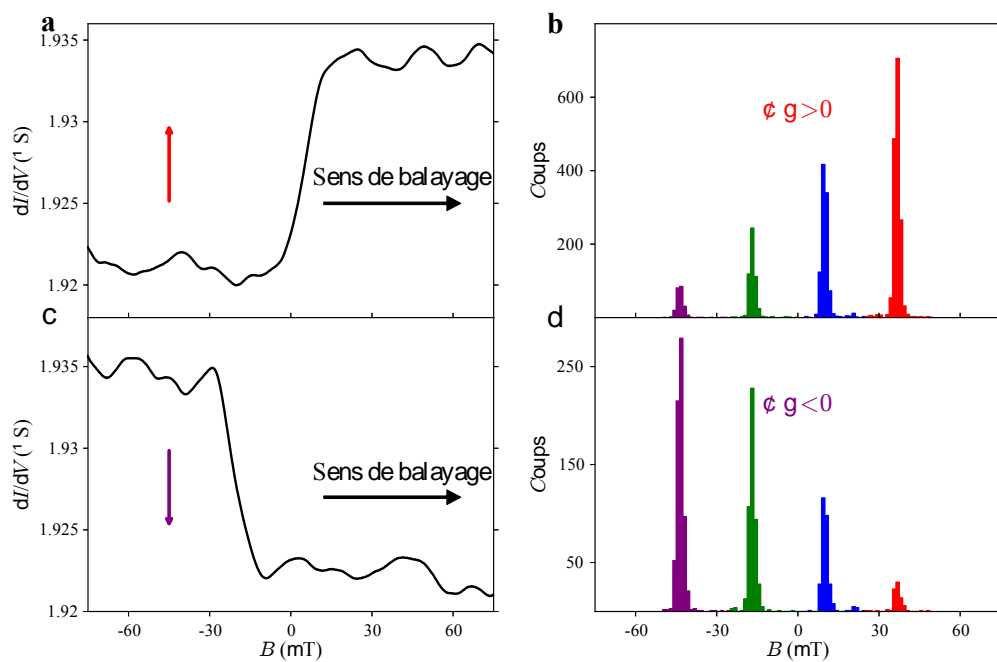 a
1.935
1.93
1.925
1.92
dI/dV (¹ S)
Sens de balayage
b
600
400
200
Coups
¢ g>0
c
1.935
1.93
1.925
1.92
dI/dV (¹ S)
Sens de balayage
-60
-30
0
30
60
B (mT)
d
250
150
50
Coups
¢ g<0
-60
-30
0
30
60
B (mT)